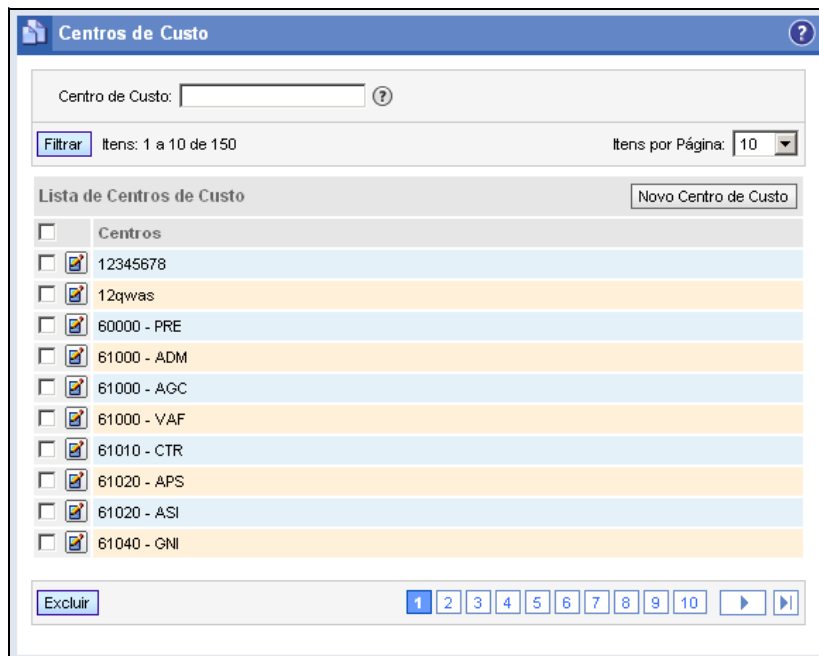 Centros de Custo ?
Centro de Custo: ?
Filtrar Itens: 1 a 10 de 150 Itens por Página: 10
Lista de Centros de Custo Novo Centro de Custo
Centros
12345678
12qwas
60000 - PRE
61000 - ADM
61000 - AGC
61000 - VAF
61010 - CTR
61020 - APS
61020 - ASI
61040 - GNI
Excluir 1 2 3 4 5 6 7 8 9 10